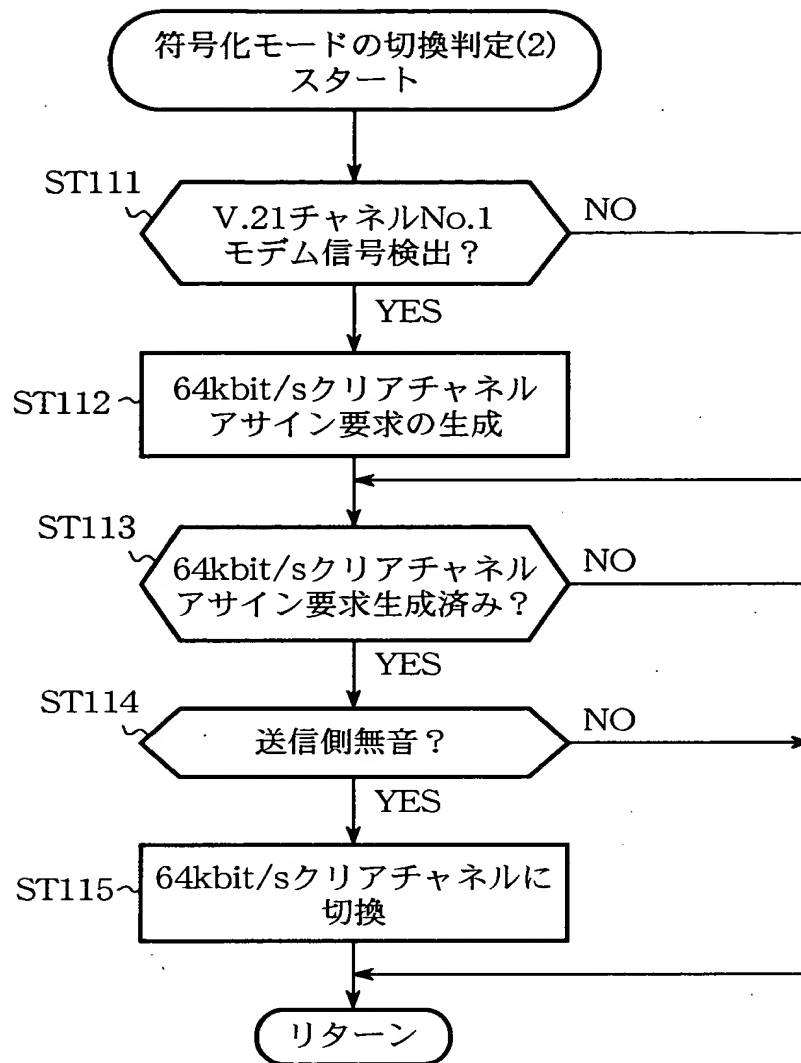 符号化モードの切換判定(2)
スタート
ST111
V.21チャネルNo.1
モデム信号検出？
NO
YES
ST112
64kbit/sクリアチャネル
アサイン要求の生成
ST113
64kbit/sクリアチャネル
アサイン要求生成済み？
NO
YES
ST114
送信側無音？
NO
YES
ST115
64kbit/sクリアチャネルに
切換
リターン